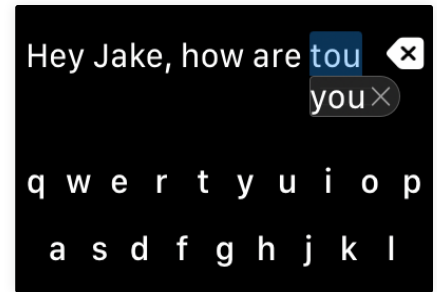 Hey Jake, how are tou
you
q w e r t y u i o p
a s d f g h j k l